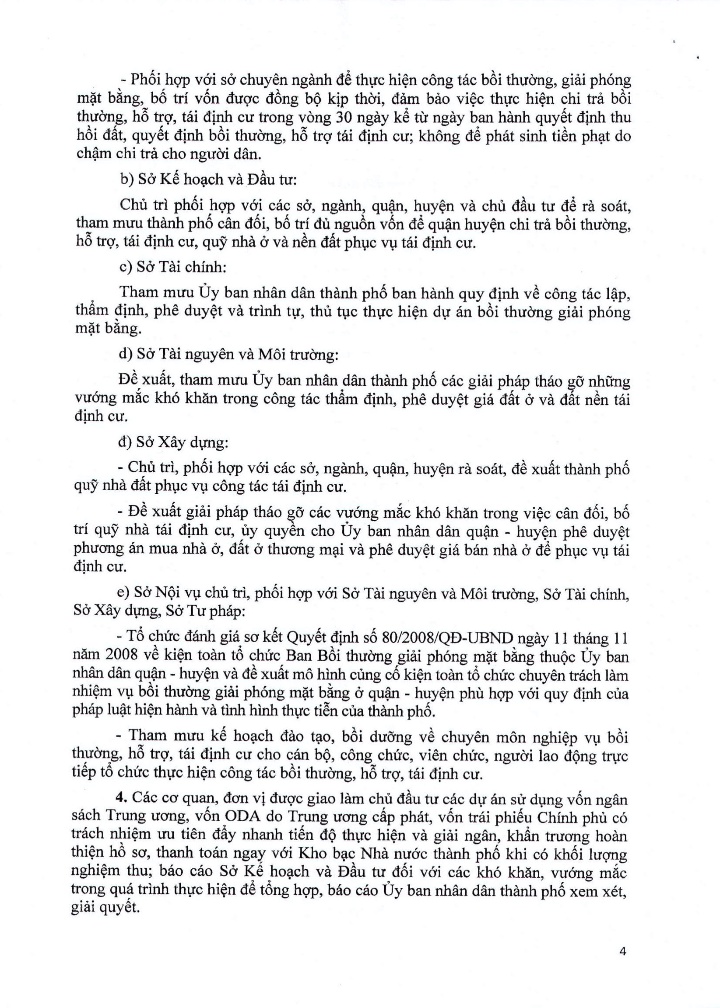 - Phối hợp với sở chuyên ngành để thực hiện công tác bồi thường, giải phóng
mặt bằng, bố trí vốn được đồng bộ kịp thời, đảm bảo việc thực hiện chi trả bồi
thường, hỗ trợ, tái định cư trong vòng 30 ngày kể từ ngày ban hành quyết định thu
hồi đất, quyết định bồi thường, hỗ trợ tái định cư; không để phát sinh tiền phạt do
chậm chi trả cho người dân.
b) Sở Kế hoạch và Đầu tư:
Chủ trì phối hợp với các sở, ngành, quận, huyện và chủ đầu tư để rà soát,
tham mưu thành phố cân đối, bố trí đủ nguồn vốn để quận huyện chi trả bồi thường,
hỗ trợ, tái định cư, quỹ nhà ở và nền đất phục vụ tái định cư.
c) Sở Tài chính:
Tham mưu Ủy ban nhân dân thành phố ban hành quy định về công tác lập,
thẩm định, phê duyệt và trình tự, thủ tục thực hiện dự án bồi thường giải phóng
mặt bằng.
d) Sở Tài nguyên và Môi trường:
Đề xuất, tham mưu Ủy ban nhân dân thành phố các giải pháp tháo gỡ những
vướng mắc khó khăn trong công tác thẩm định, phê duyệt giá đất ở và đất nền tái
định cư.
đ) Sở Xây dựng:
- Chủ trì, phối hợp với các sở, ngành, quận, huyện rà soát, đề xuất thành phố
quỹ nhà đất phục vụ công tác tái định cư.
- Đề xuất giải pháp tháo gỡ các vướng mắc khó khăn trong việc cân đối, bố
trí quỹ nhà tái định cư, ủy quyền cho Ủy ban nhân dân quận - huyện phê duyệt
phương án mua nhà ở, đất ở thương mại và phê duyệt giá bán nhà ở để phục vụ tái
định cư.
e) Sở Nội vụ chủ trì, phối hợp với Sở Tài nguyên và Môi trường, Sở Tài chính,
Sở Xây dựng, Sở Tư pháp:
- Tổ chức đánh giá sơ kết Quyết định số 80/2008/QĐ-UBND ngày 11 tháng 11
năm 2008 về kiện toàn tổ chức Ban Bồi thường giải phóng mặt bằng thuộc Ủy ban
nhân dân quận - huyện và đề xuất mô hình củng cố kiện toàn tổ chức chuyên trách làm
nhiệm vụ bồi thường giải phóng mặt bằng ở quận - huyện phù hợp với quy định của
pháp luật hiện hành và tình hình thực tiễn của thành phố.
- Tham mưu kế hoạch đào tạo, bồi dưỡng về chuyên môn nghiệp vụ bồi
thường, hỗ trợ, tái định cư cho cán bộ, công chức, viên chức, người lao động trực
tiếp tổ chức thực hiện công tác bồi thường, hỗ trợ, tái định cư.
4. Các cơ quan, đơn vị được giao làm chủ đầu tư các dự án sử dụng vốn ngân
sách Trung ương, vốn ODA do Trung ương cấp phát, vốn trái phiếu Chính phủ có
trách nhiệm ưu tiên đẩy nhanh tiến độ thực hiện và giải ngân, khẩn trương hoàn
thiện hồ sơ, thanh toán ngay với Kho bạc Nhà nước thành phố khi có khối lượng
nghiệm thu; báo cáo Sở Kế hoạch và Đầu tư đối với các khó khăn, vướng mắc
trong quá trình thực hiện để tổng hợp, báo cáo Ủy ban nhân dân thành phố xem xét,
giải quyết.
4